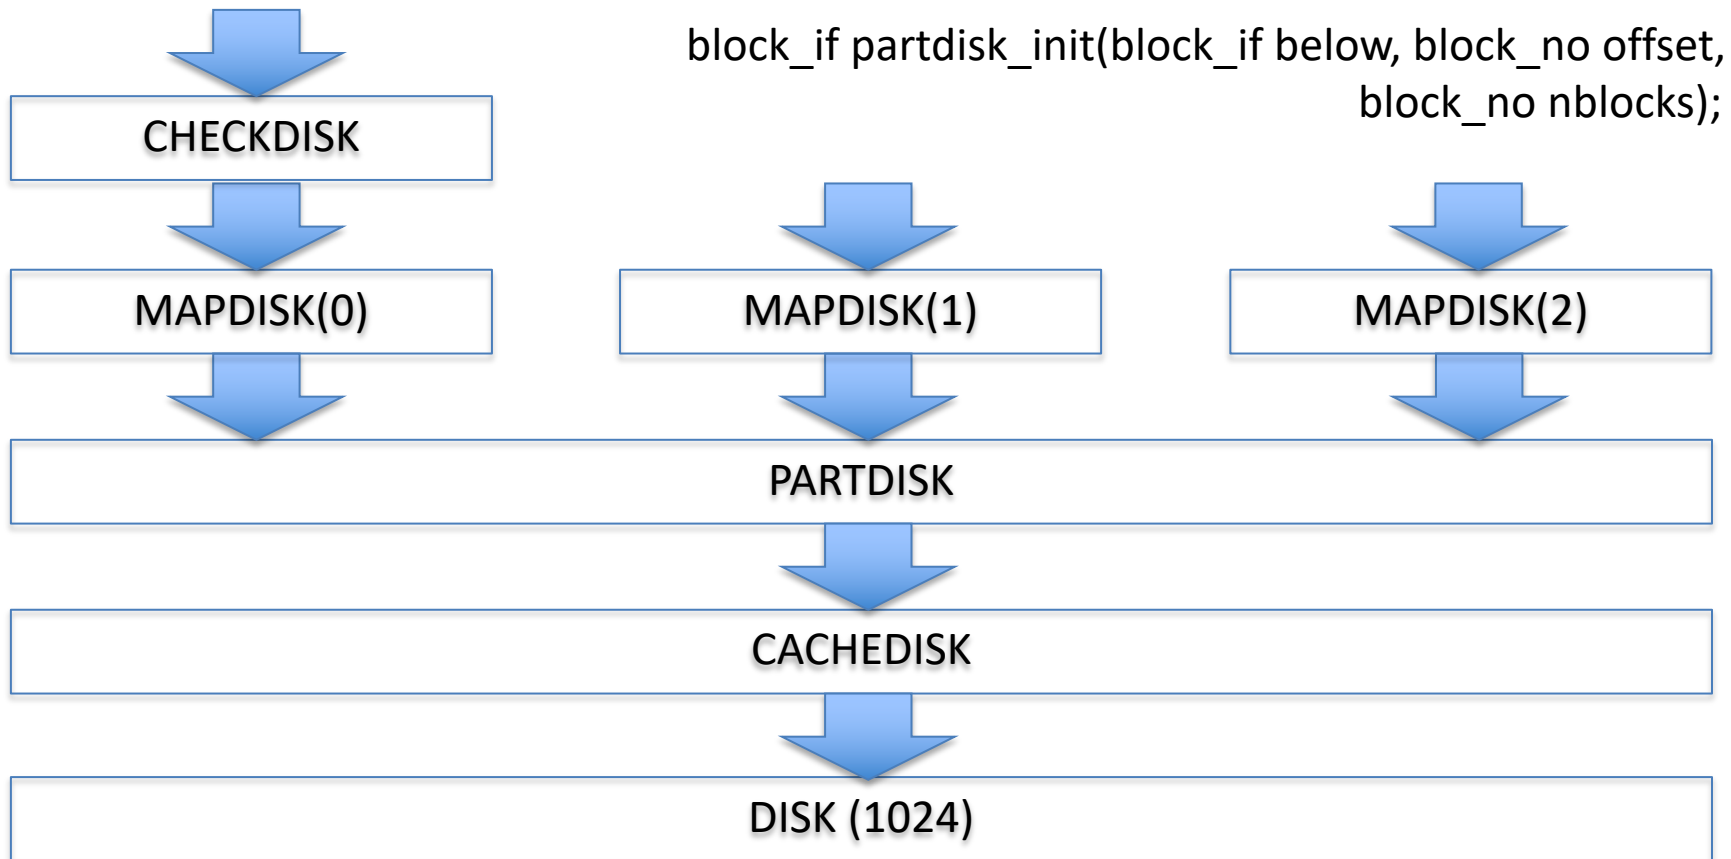 block_if partdisk_init(block_if below, block_no offset,
block_no nblocks);
CHECKDISK
MAPDISK(0)
MAPDISK(1)
MAPDISK(2)
PARTDISK
CACHEDISK
DISK (1024)